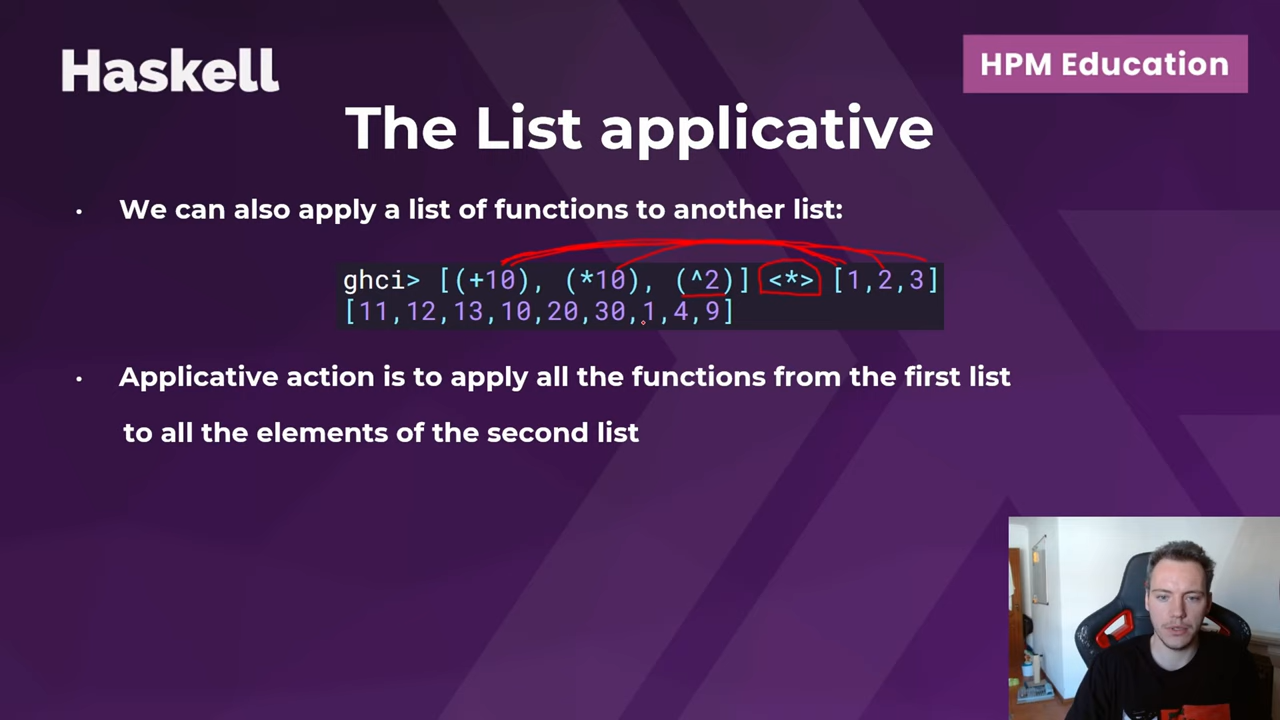 Haskell
HPM Education
The List applicative
• We can also apply a list of functions to another list:
ghci> [(+10), (*10), (^2)] <*> [1,2,3]
[11,12,13,10,20,30,1,4,9]
• Applicative action is to apply all the functions from the first list
to all the elements of the second list